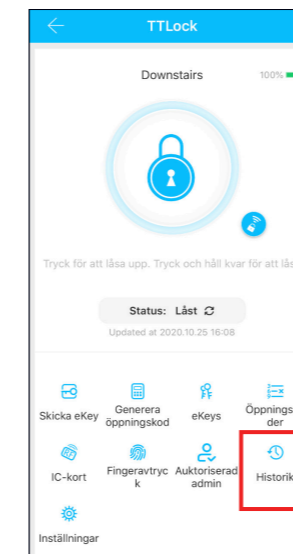 TTLock
Downstairs
100%
Tryck för att låsa upp. Tryck och håll kvar för att lås
Status: Låst
Updated at 2020.10.25 16:08
Skicka eKey
Generera
öppningskod
eKeys
Öppnings
der
IC-kort
Fingeravtryc
k
Auktoriserad
admin
Historik
Inställningar